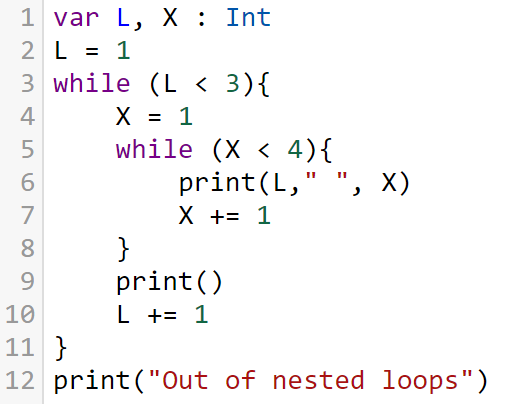 1 var L, X : Int
2 L = 1
3 while (L < 3){
4     X = 1
5     while (X < 4){
6         print(L," ", X)
7         X += 1
8     }
9     print()
10     L += 1
11 }
12 print("Out of nested loops")